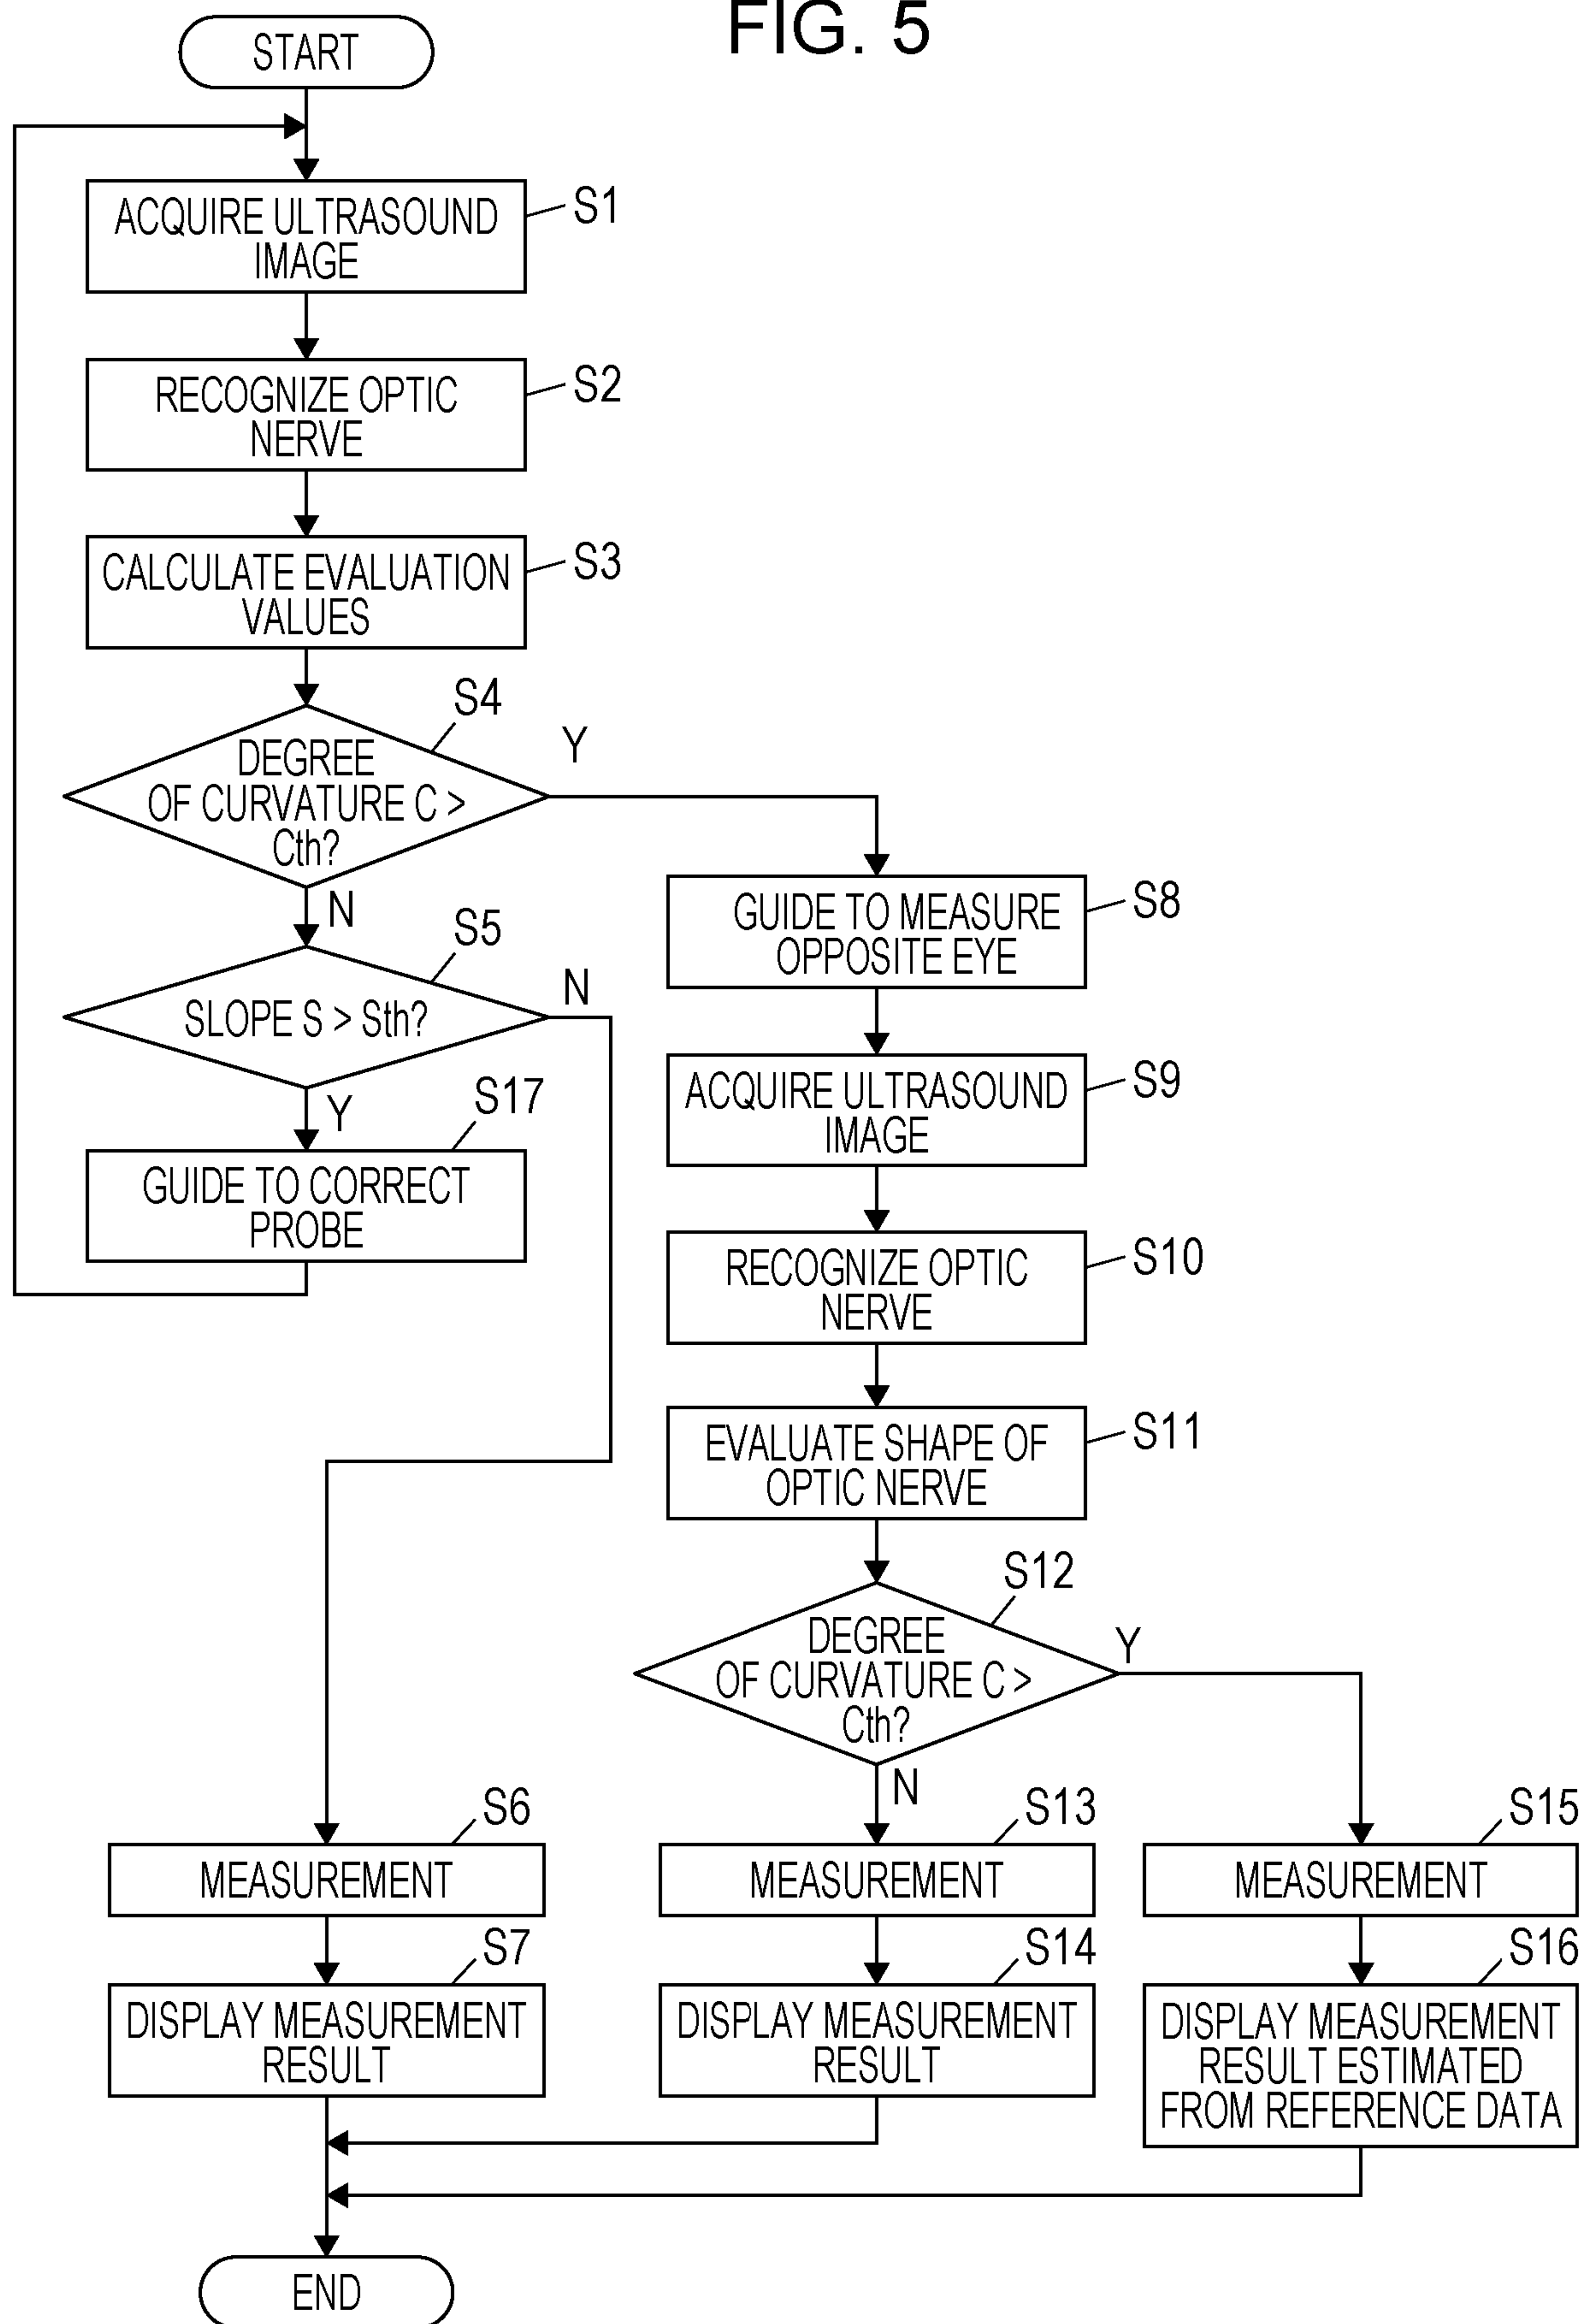 FIG. 5
START
ACQUIRE ULTRASOUND
IMAGE
S1
RECOGNIZE OPTIC
NERVE
S2
CALCULATE EVALUATION
VALUES
S3
S4
DEGREE
OF CURVATURE C >
Cth?
Y
N
S5
SLOPE S > Sth?
N
Y
S17
GUIDE TO CORRECT
PROBE
S6
MEASUREMENT
S7
DISPLAY MEASUREMENT
RESULT
GUIDE TO MEASURE
OPPOSITE EYE
S8
ACQUIRE ULTRASOUND
IMAGE
S9
RECOGNIZE OPTIC
NERVE
S10
EVALUATE SHAPE OF
OPTIC NERVE
S11
S12
DEGREE
OF CURVATURE C >
Cth?
Y
N
S13
MEASUREMENT
S14
DISPLAY MEASUREMENT
RESULT
S15
MEASUREMENT
S16
DISPLAY MEASUREMENT
RESULT ESTIMATED
FROM REFERENCE DATA
END